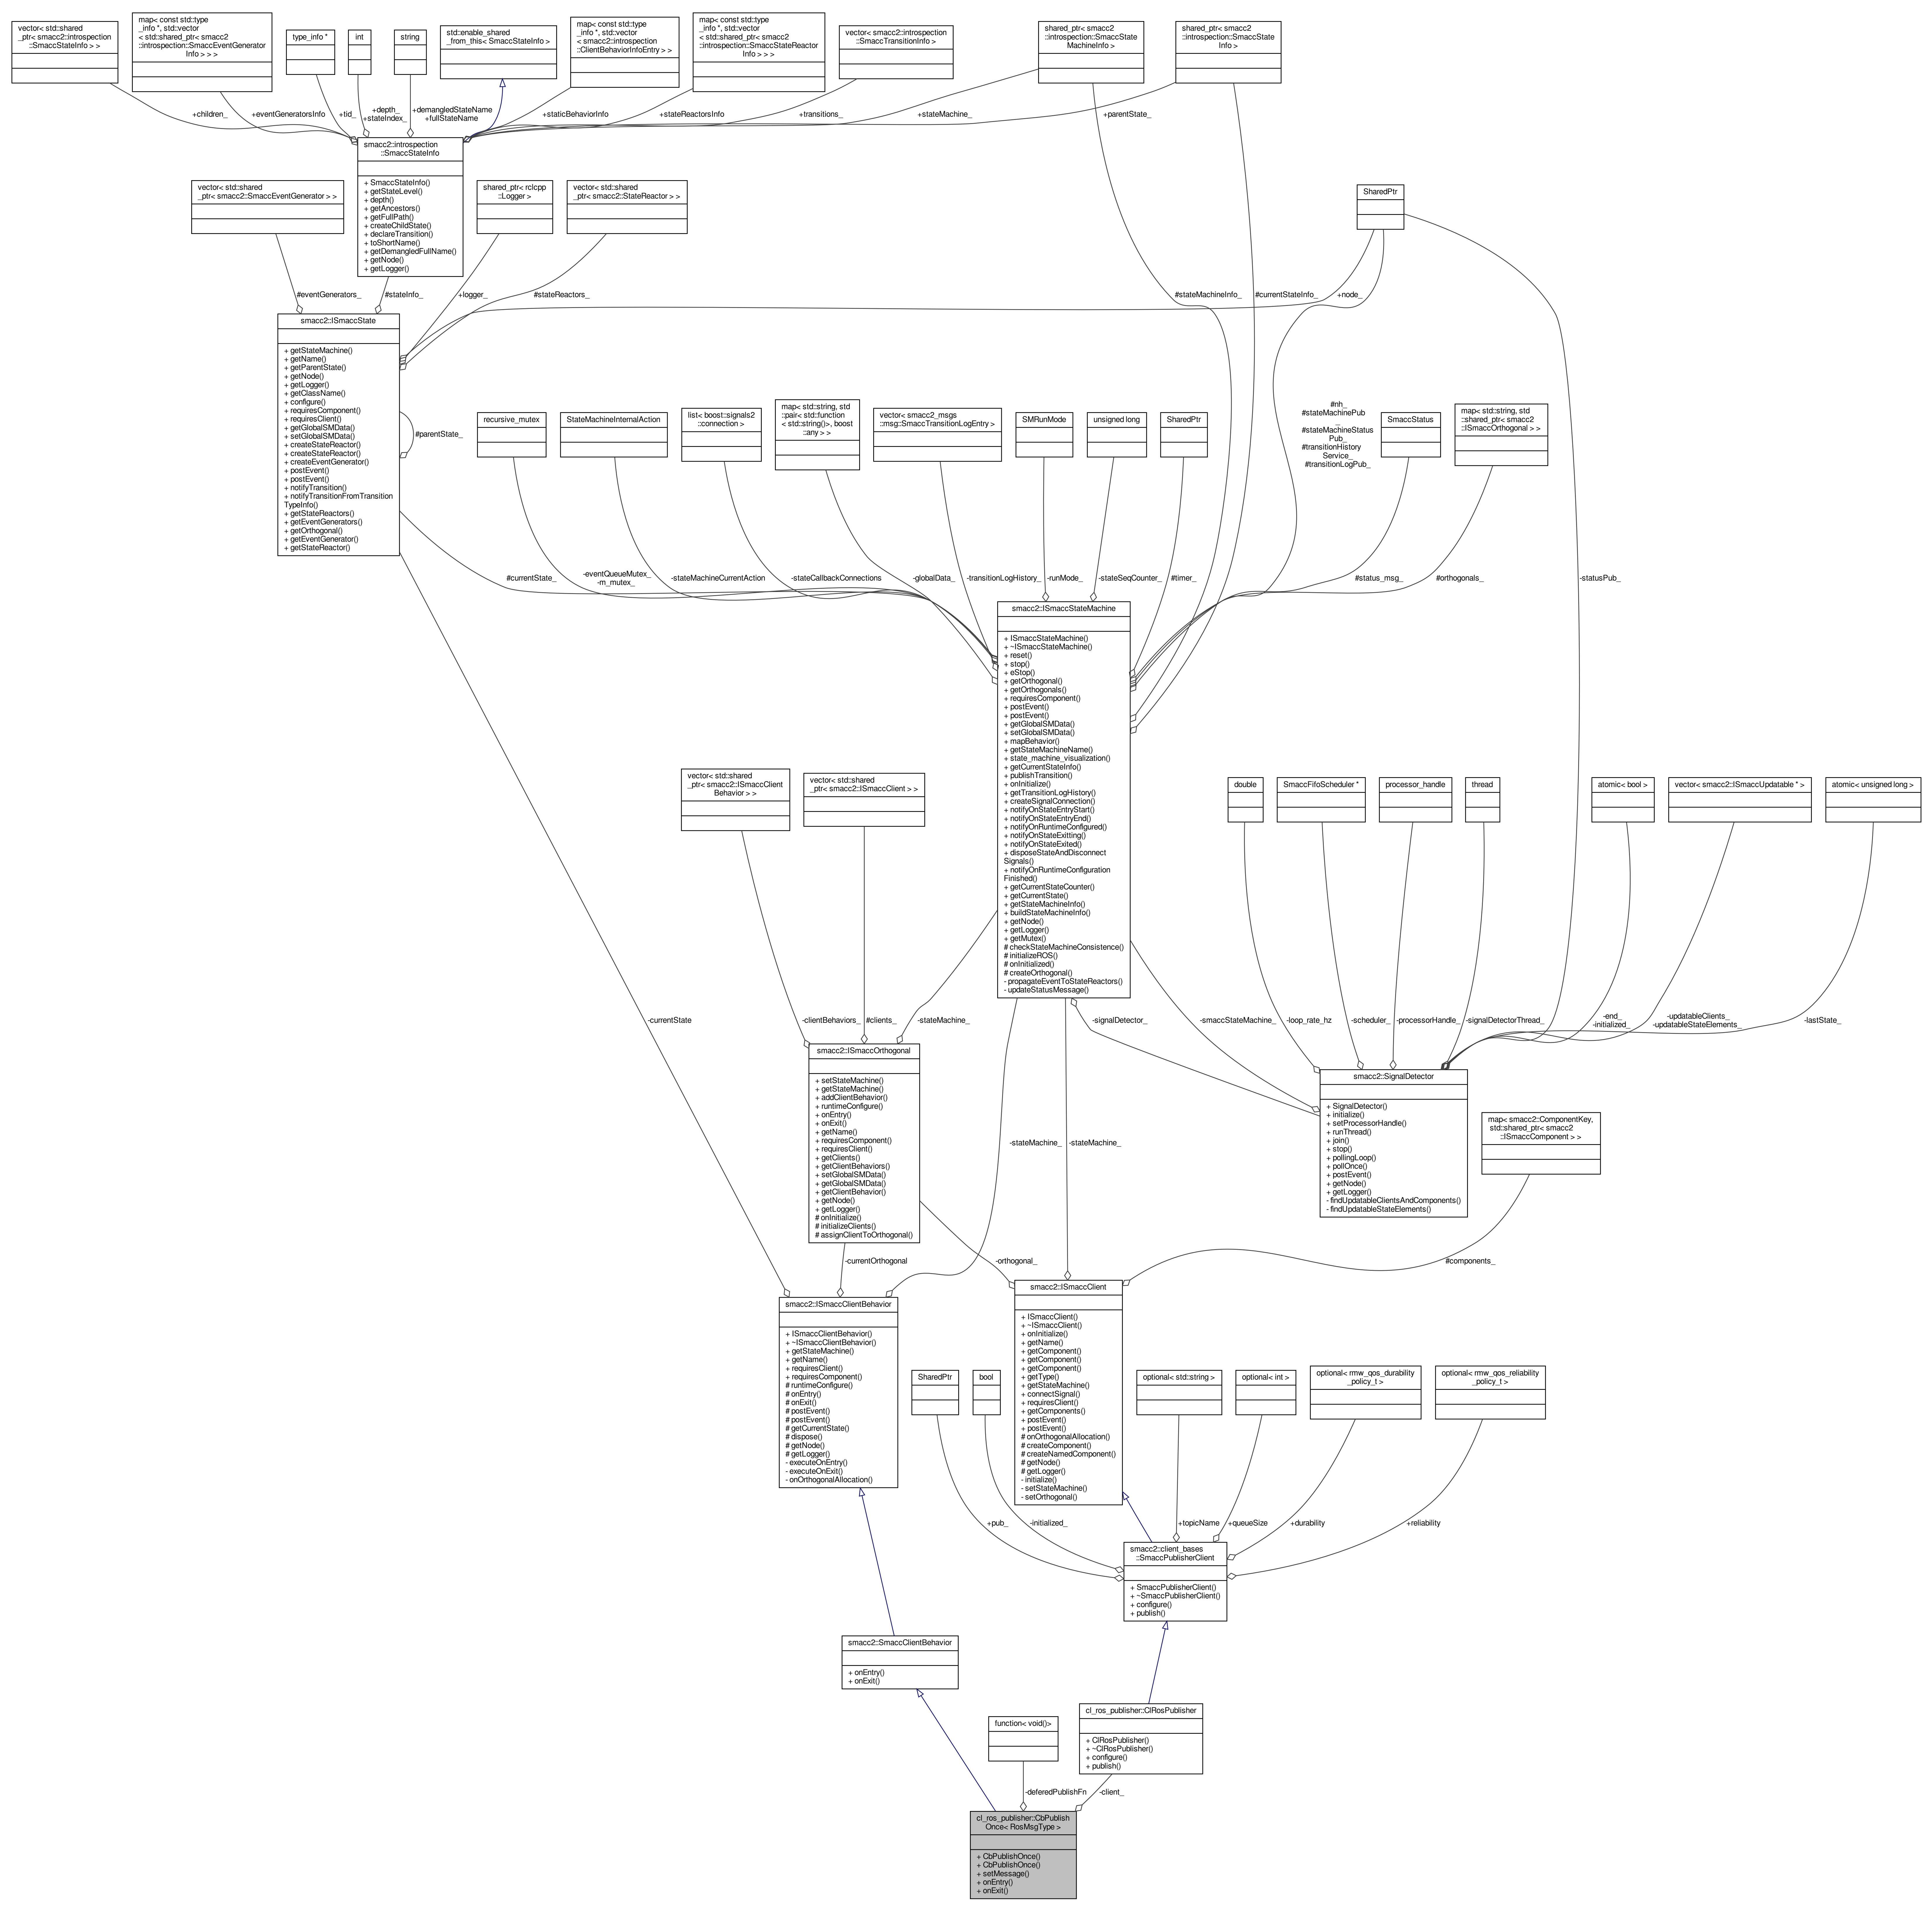 vector< std::shared
_ptr< smacc2::introspection
::SmaccStateInfo > >
map< const std::type
_info *, std::vector
< std::shared_ptr< smacc2
::introspection::SmaccEventGenerator
Info > > >
type_info *
int
string
std::enable_shared
_from_this< SmaccStateInfo >
map< const std::type
_info *, std::vector
< smacc2::introspection
::ClientBehaviorInfoEntry > >
map< const std::type
_info *, std::vector
< std::shared_ptr< smacc2
::introspection::SmaccStateReactor
Info > > >
vector< smacc2::introspection
::SmaccTransitionInfo >
shared_ptr< smacc2
::introspection::SmaccState
MachineInfo >
shared_ptr< smacc2
::introspection::SmaccState
Info >
+children_
+eventGeneratorsInfo
+tid_
+depth_
+stateIndex_
+demangledStateName
+fullStateName
+staticBehaviorInfo
+stateReactorsInfo
+transitions_
+stateMachine_
+parentState_
smacc2::introspection
::SmaccStateInfo
+ SmaccStateInfo()
+ getStateLevel()
+ depth()
+ getAncestors()
+ getFullPath()
+ createChildState()
+ declareTransition()
+ toShortName()
+ getDemangledFullName()
+ getNode()
+ getLogger()
vector< std::shared
_ptr< smacc2::SmaccEventGenerator > >
shared_ptr< rclcpp
::Logger >
vector< std::shared
_ptr< smacc2::StateReactor > >
SharedPtr
#eventGenerators_
#stateInfo_
+logger_
#stateReactors_
#stateMachineInfo_
#currentStateInfo_
+node_
smacc2::ISmaccState
+ getStateMachine()
+ getName()
+ getParentState()
+ getNode()
+ getLogger()
+ getClassName()
+ configure()
+ requiresComponent()
+ requiresClient()
+ getGlobalSMData()
+ setGlobalSMData()
+ createStateReactor()
+ createStateReactor()
+ createEventGenerator()
+ postEvent()
+ postEvent()
+ notifyTransition()
+ notifyTransitionFromTransition
TypeInfo()
+ getStateReactors()
+ getEventGenerators()
+ getOrthogonal()
+ getEventGenerator()
+ getStateReactor()
#parentState_
recursive_mutex
StateMachineInternalAction
list< boost::signals2
::connection >
map< std::string, std
::pair< std::function
< std::string()>, boost
::any > >
vector< smacc2_msgs
::msg::SmaccTransitionLogEntry >
SMRunMode
unsigned long
SharedPtr
#nh_
#stateMachinePub
_
#stateMachineStatus
Pub_
#transitionHistory
Service_
#transitionLogPub_
SmaccStatus
map< std::string, std
::shared_ptr< smacc2
::ISmaccOrthogonal > >
#currentState_
-eventQueueMutex_
-m_mutex_
-stateMachineCurrentAction
-stateCallbackConnections
-globalData_
-transitionLogHistory_
-runMode_
-stateSeqCounter_
#timer_
#status_msg_
#orthogonals_
-statusPub_
smacc2::ISmaccStateMachine
+ ISmaccStateMachine()
+ ~ISmaccStateMachine()
+ reset()
+ stop()
+ eStop()
+ getOrthogonal()
+ getOrthogonals()
+ requiresComponent()
+ postEvent()
+ postEvent()
+ getGlobalSMData()
+ setGlobalSMData()
+ mapBehavior()
+ getStateMachineName()
+ state_machine_visualization()
+ getCurrentStateInfo()
+ publishTransition()
+ onInitialize()
+ getTransitionLogHistory()
+ createSignalConnection()
+ notifyOnStateEntryStart()
+ notifyOnStateEntryEnd()
+ notifyOnRuntimeConfigured()
+ notifyOnStateExitting()
+ notifyOnStateExited()
+ disposeStateAndDisconnect
Signals()
+ notifyOnRuntimeConfiguration
Finished()
+ getCurrentStateCounter()
+ getCurrentState()
+ getStateMachineInfo()
+ buildStateMachineInfo()
+ getNode()
+ getLogger()
+ getMutex()
# checkStateMachineConsistence()
# initializeROS()
# onInitialized()
# createOrthogonal()
- propagateEventToStateReactors()
- updateStatusMessage()
vector< std::shared
_ptr< smacc2::ISmaccClient
Behavior > >
vector< std::shared
_ptr< smacc2::ISmaccClient > >
double
SmaccFifoScheduler *
processor_handle
thread
atomic< bool >
vector< smacc2::ISmaccUpdatable * >
atomic< unsigned long >
-currentState
-clientBehaviors_
#clients_
-stateMachine_
-signalDetector_
-smaccStateMachine_
-loop_rate_hz
-scheduler_
-processorHandle_
-signalDetectorThread_
-end_
-initialized_
-updatableClients_
-updatableStateElements_
-lastState_
smacc2::ISmaccOrthogonal
+ setStateMachine()
+ getStateMachine()
+ addClientBehavior()
+ runtimeConfigure()
+ onEntry()
+ onExit()
+ getName()
+ requiresComponent()
+ requiresClient()
+ getClients()
+ getClientBehaviors()
+ setGlobalSMData()
+ getGlobalSMData()
+ getClientBehavior()
+ getNode()
+ getLogger()
# onInitialize()
# initializeClients()
# assignClientToOrthogonal()
smacc2::SignalDetector
+ SignalDetector()
+ initialize()
+ setProcessorHandle()
+ runThread()
+ join()
+ stop()
+ pollingLoop()
+ pollOnce()
+ postEvent()
+ getNode()
+ getLogger()
- findUpdatableClientsAndComponents()
- findUpdatableStateElements()
map< smacc2::ComponentKey,
std::shared_ptr< smacc2
::ISmaccComponent > >
-stateMachine_
-stateMachine_
-currentOrthogonal
-orthogonal_
#components_
smacc2::ISmaccClientBehavior
+ ISmaccClientBehavior()
+ ~ISmaccClientBehavior()
+ getStateMachine()
+ getName()
+ requiresClient()
+ requiresComponent()
# runtimeConfigure()
# onEntry()
# onExit()
# postEvent()
# postEvent()
# getCurrentState()
# dispose()
# getNode()
# getLogger()
- executeOnEntry()
- executeOnExit()
- onOrthogonalAllocation()
smacc2::ISmaccClient
+ ISmaccClient()
+ ~ISmaccClient()
+ onInitialize()
+ getName()
+ getComponent()
+ getComponent()
+ getComponent()
+ getType()
+ getStateMachine()
+ connectSignal()
+ requiresClient()
+ getComponents()
+ postEvent()
+ postEvent()
# onOrthogonalAllocation()
# createComponent()
# createNamedComponent()
# getNode()
# getLogger()
- initialize()
- setStateMachine()
- setOrthogonal()
SharedPtr
bool
optional< std::string >
optional< int >
optional< rmw_qos_durability
_policy_t >
optional< rmw_qos_reliability
_policy_t >
+pub_
-initialized_
+topicName
+queueSize
+durability
+reliability
smacc2::client_bases
::SmaccPublisherClient
+ SmaccPublisherClient()
+ ~SmaccPublisherClient()
+ configure()
+ publish()
smacc2::SmaccClientBehavior
+ onEntry()
+ onExit()
function< void()>
cl_ros_publisher::ClRosPublisher
+ ClRosPublisher()
+ ~ClRosPublisher()
+ configure()
+ publish()
-deferedPublishFn
-client_
cl_ros_publisher::CbPublish
Once< RosMsgType >
+ CbPublishOnce()
+ CbPublishOnce()
+ setMessage()
+ onEntry()
+ onExit()